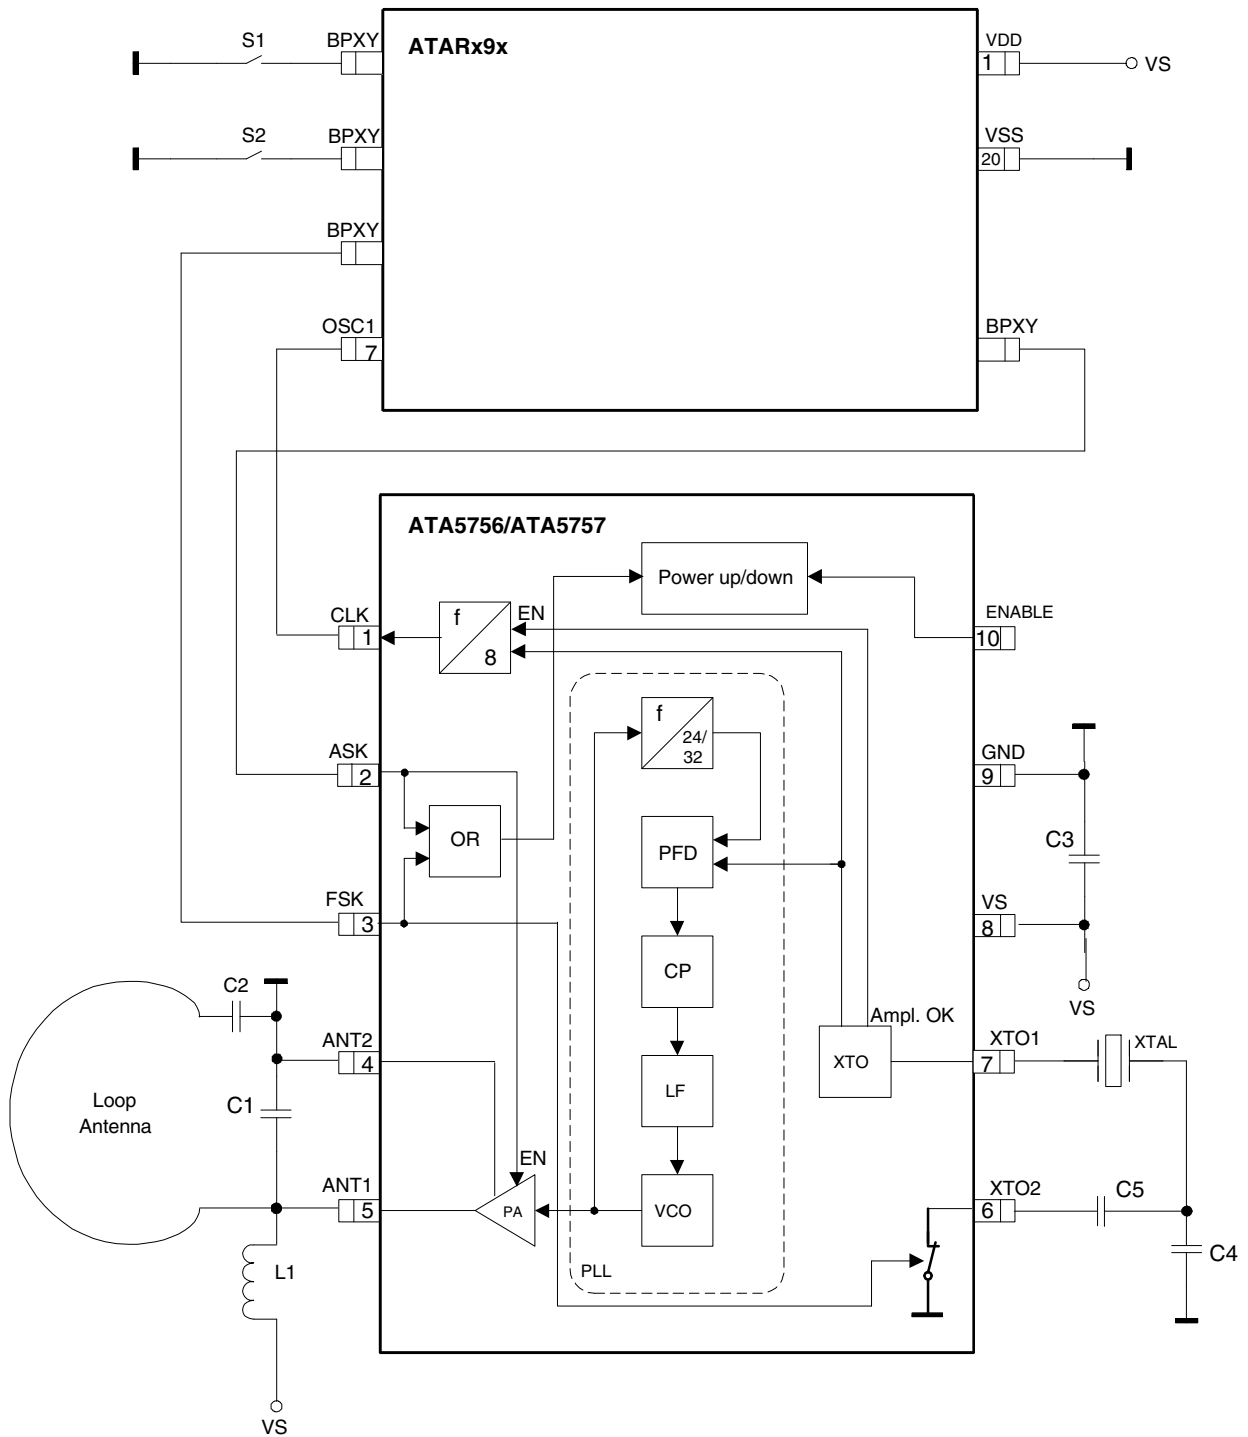 S1
BPXY
ATARx9x
VDD
1
VS
S2
BPXY
VSS
20
BPXY
OSC1
7
BPXY
ATA5756/ATA5757
Power up/down
CLK
1
f
8
EN
ENABLE
10
f
24/
32
ASK
2
GND
9
OR
PFD
C3
FSK
3
VS
8
CP
C2
VS
Ampl. OK
ANT2
4
XTO
XTO1
7
XTAL
LF
Loop
Antenna
C1
EN
ANT1
5
PA
VCO
XTO2
6
C5
C4
L1
PLL
VS